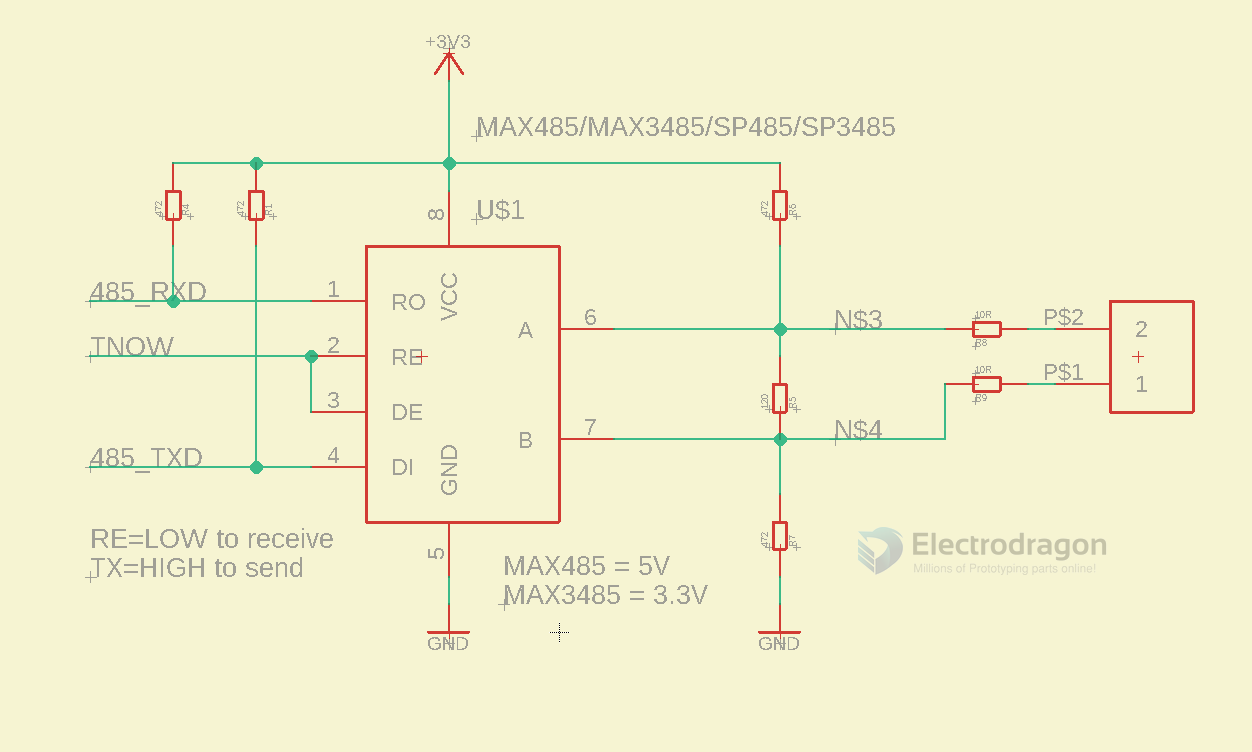 +3V3
MAX485/MAX3485/SP485/SP3485
472
R4
472
R1
8
U$1
472
R6
485_RXD
1
RO
VCC
A
6
N$3
10R
R8
P$2
2
TNOW
2
RE
10R
R9
P$1
1
3
DE
120
R5
B
7
N$4
485_TXD
4
DI
GND
RE=LOW to receive
TX=HIGH to send
5
MAX485 = 5V
MAX3485 = 3.3V
472
R7
Electrodragon
Millions of Prototyping parts online!
GND
GND